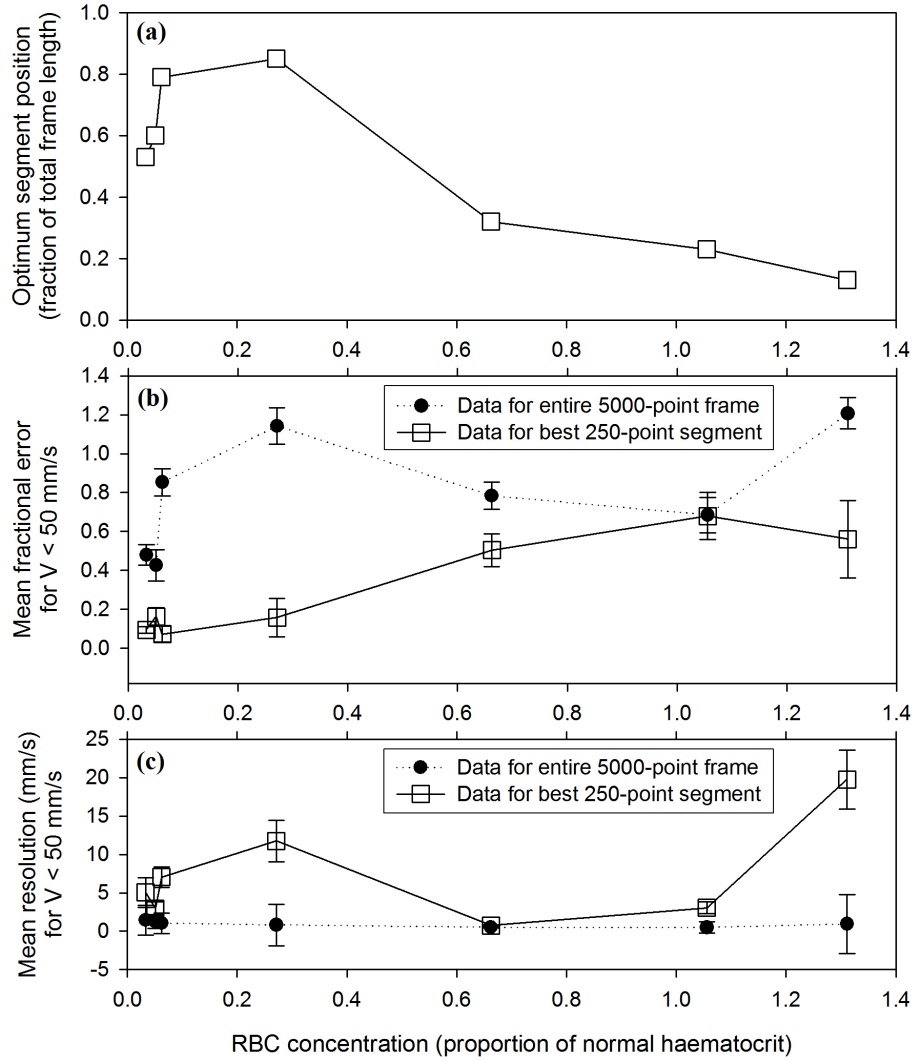 (a)
Optimum segment position
(fraction of total frame length)
1.0
0.8
0.6
0.4
0.2
0.0
0.0 0.2 0.4 0.6 0.8 1.0 1.2 1.4
(b)
Data for entire 5000-point frame
Data for best 250-point segment
Mean fractional error
for V < 50 mm/s
1.4
1.2
1.0
0.8
0.6
0.4
0.2
0.0
0.0 0.2 0.4 0.6 0.8 1.0 1.2 1.4
(c)
Data for entire 5000-point frame
Data for best 250-point segment
Mean resolution (mm/s)
for V < 50 mm/s
25
20
15
10
5
0
-5
0.0 0.2 0.4 0.6 0.8 1.0 1.2 1.4
RBC concentration (proportion of normal haematocrit)